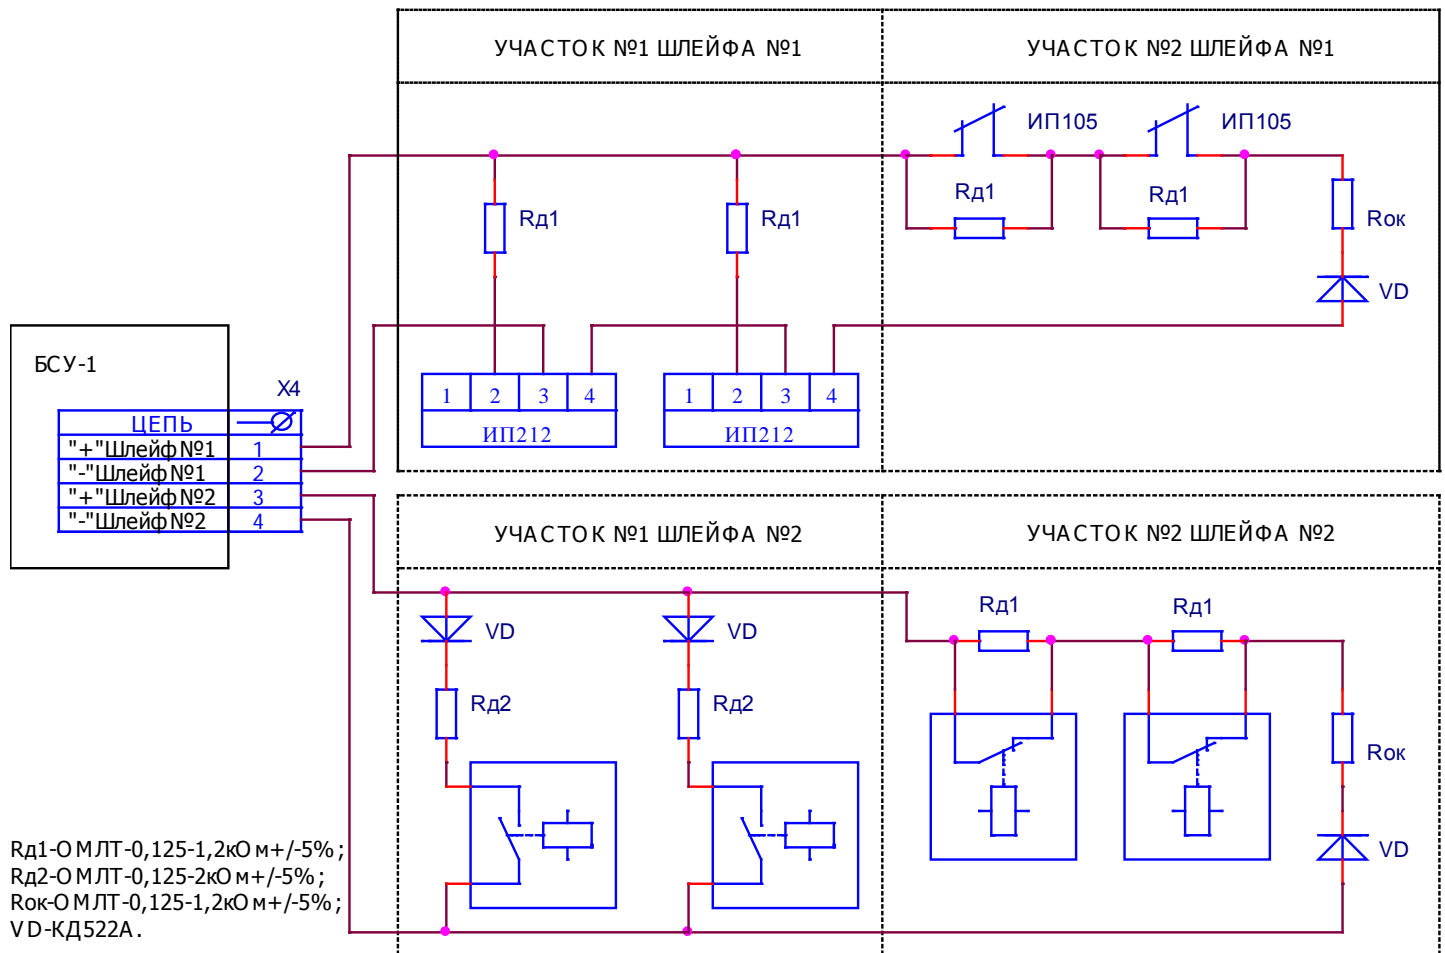 УЧАСТОК №1 ШЛЕЙФА №1
УЧАСТОК №2 ШЛЕЙФА №1
ИП105
ИП105
Rд1
Rд1
Rд1
Rд1
Rок
VD
БСУ-1
X4
ЦЕПЬ
"+"Шлейф№1 1
"-"Шлейф№1 2
"+"Шлейф№2 3
"-"Шлейф№2 4
1 2 3 4
ИП212
1 2 3 4
ИП212
УЧАСТОК №1 ШЛЕЙФА №2
УЧАСТОК №2 ШЛЕЙФА №2
VD
VD
Rд1
Rд1
Rд2
Rд2
Rок
VD
Rд1-ОМЛТ-0,125-1,2кОм+/-5%;
Rд2-ОМЛТ-0,125-2кОм+/-5%;
Rок-ОМЛТ-0,125-1,2кОм+/-5%;
VD-КД522А.